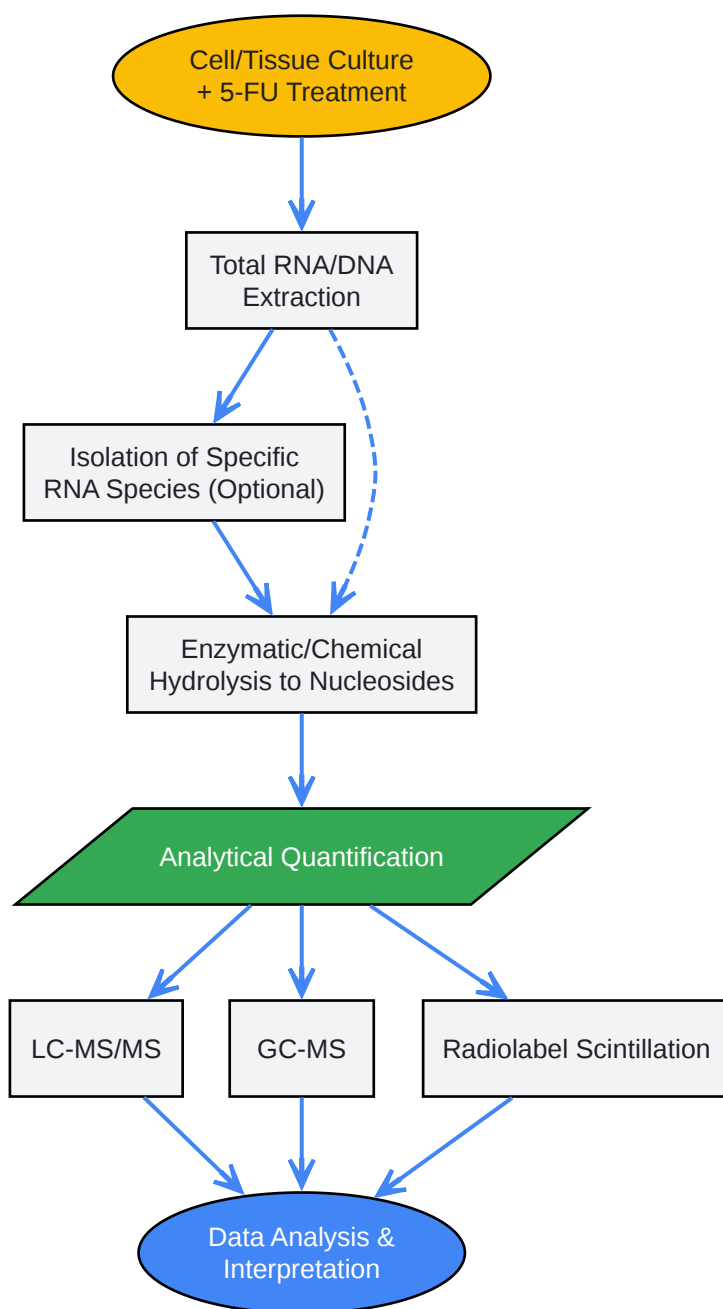 Cell/Tissue Culture
+ 5-FU Treatment
Total RNA/DNA
Extraction
Isolation of Specific
RNA Species (Optional)
Enzymatic/Chemical
Hydrolysis to Nucleosides
Analytical Quantification
LC-MS/MS
GC-MS
Radiolabel Scintillation
Data Analysis &
Interpretation